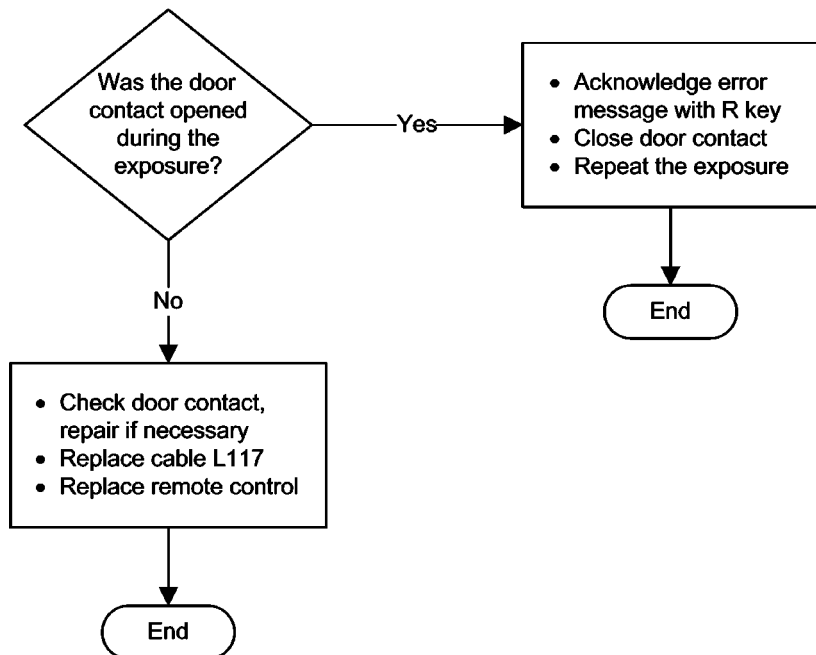 Was the door
contact opened
during the
exposure?
Yes
• Acknowledge error
message with R key
• Close door contact
• Repeat the exposure
End
No
• Check door contact,
repair if necessary
• Replace cable L117
• Replace remote control
End